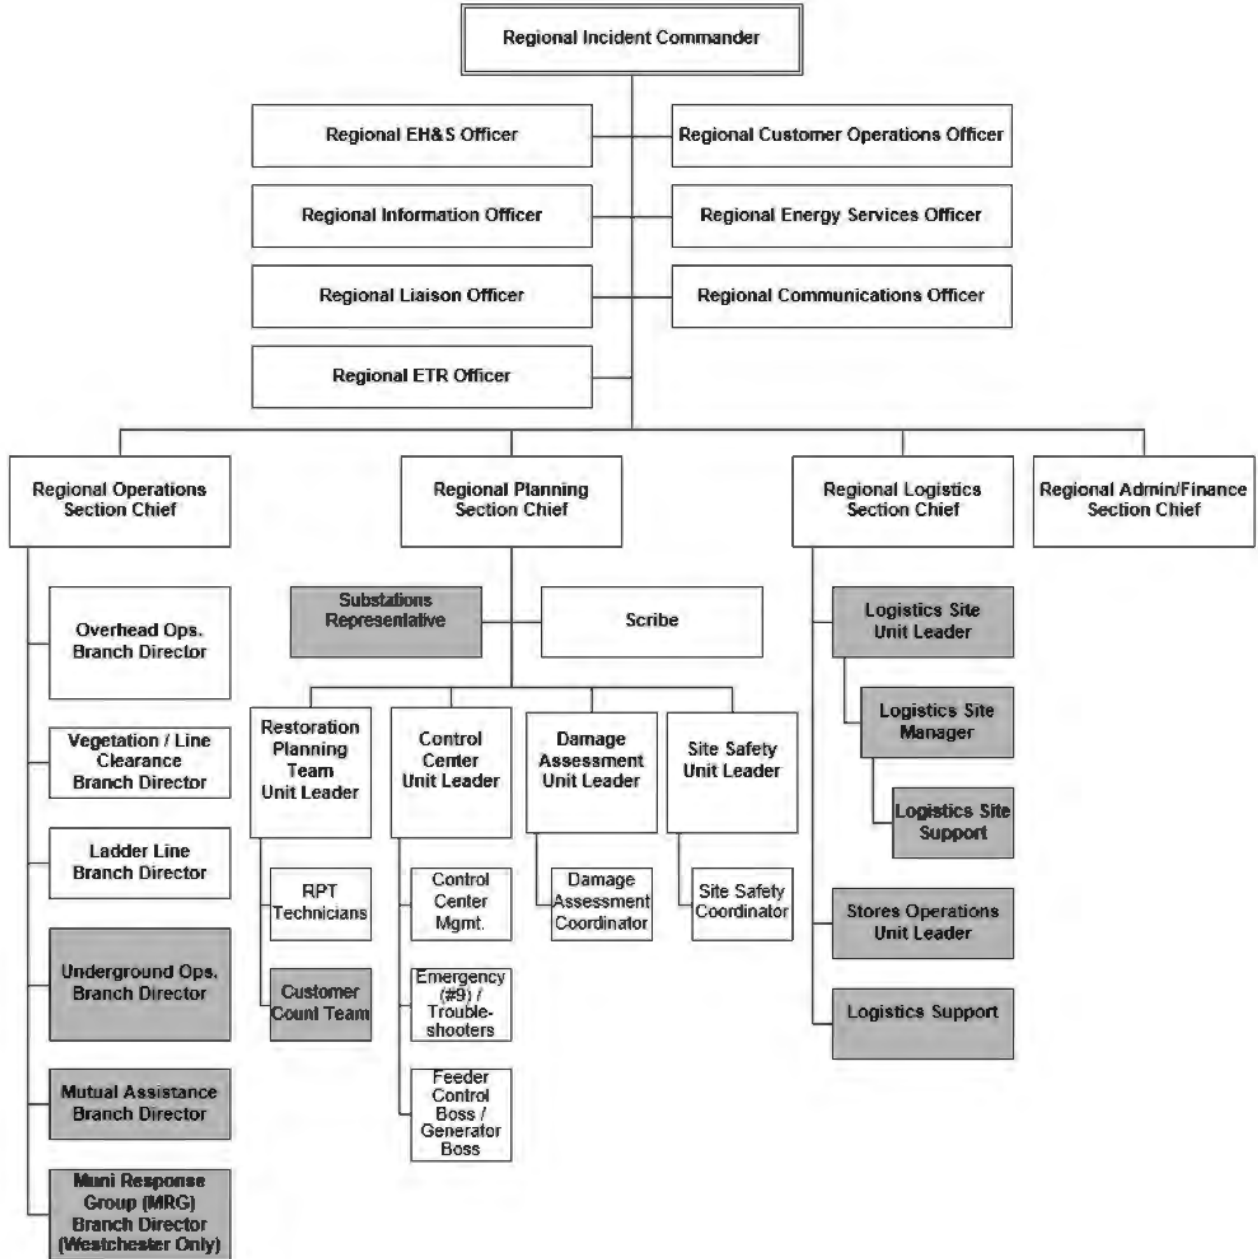 Regional Incident Commander
Regional EH&S Officer
Regional Customer Operations Officer
Regional Information Officer
Regional Energy Services Officer
Regional Liaison Officer
Regional Communications Officer
Regional ETR Officer
Regional Operations
Section Chief
Regional Planning
Section Chief
Regional Logistics
Section Chief
Regional Admin/Finance
Section Chief
Overhead Ops.
Branch Director
Vegetation / Line
Clearance
Branch Director
Ladder Line
Branch Director
Underground Ops.
Branch Director
Mutual Assistance
Branch Director
Muni Response
Group (MRG)
Branch Director
(Westchester Only)
Substations
Representative
Scribe
Restoration
Planning
Team
Unit Leader
RPT
Technicians
Customer
Count Team
Control
Center
Unit Leader
Control
Center
Mgmt.
Emergency
(#9) /
Trouble-
shooters
Feeder
Control
Boss /
Generator
Boss
Damage
Assessment
Unit Leader
Damage
Assessment
Coordinator
Site Safety
Unit Leader
Site Safety
Coordinator
Logistics Site
Unit Leader
Logistics Site
Manager
Logistics Site
Support
Stores Operations
Unit Leader
Logistics Support